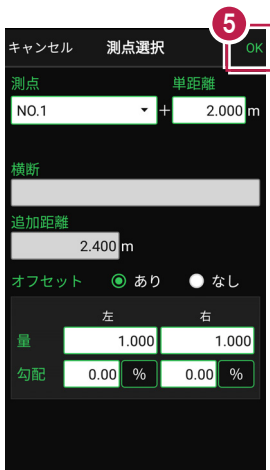 5
キャンセル 測点選択 OK
測点 単距離
NO.1 + 2.000 m
横断
追加距離
2.400 m
オフセット あり なし
左 右
量 1.000 1.000
勾配 0.00 % 0.00 %